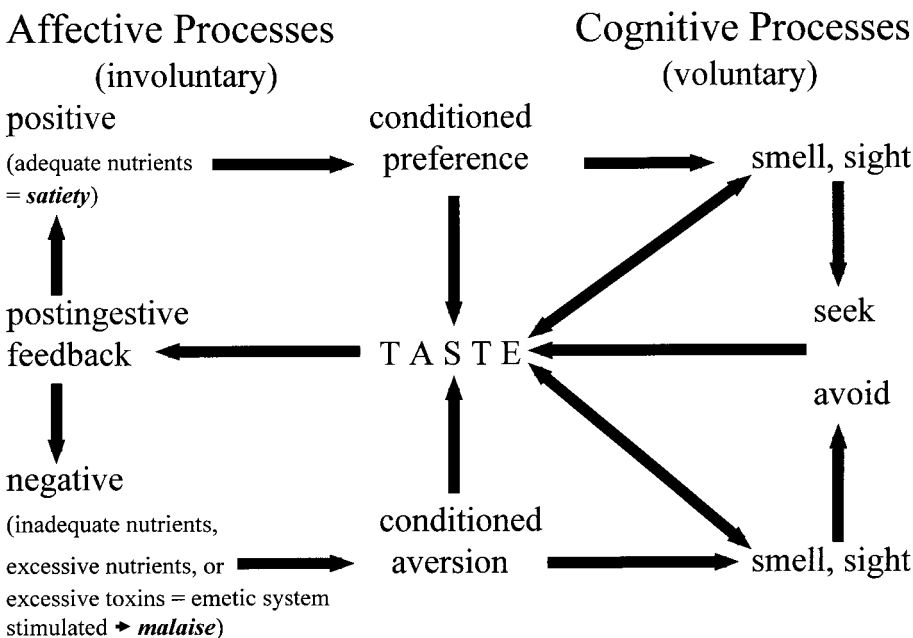 Affective Processes
(involuntary)
Cognitive Processes
(voluntary)
positive
(adequate nutrients
= satiety)
conditioned
preference
smell, sight
seek
postingestive
feedback
T A S T E
avoid
negative
(inadequate nutrients,
excessive nutrients, or
excessive toxins = emetic system
stimulated → malaise)
conditioned
aversion
smell, sight